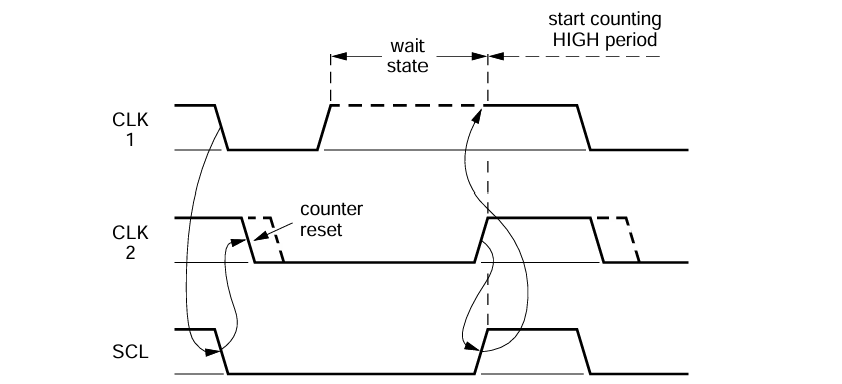 start counting
HIGH period
wait
state
CLK
1
counter
reset
CLK
2
SCL